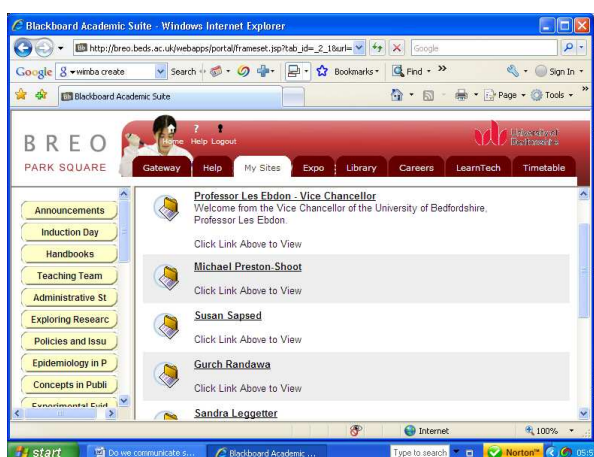 Blackboard Academic Suite - Windows Internet Explorer
http://breo.beds.ac.uk/webapps/portal/frameset.jsp?tab_id=_2_1&url=
Google
Google wimba create Search Bookmarks Find Sign In
Blackboard Academic Suite Page Tools
BREO
PARK SQUARE
Home Help Logout
University of
Bedfordshire
Gateway Help My Sites Expo Library Careers LearnTech Timetable
Announcements
Induction Day
Handbooks
Teaching Team
Administrative St
Exploring Researc
Policies and Issu
Epidemiology in P
Concepts in Publi
Experimental Evid
Professor Les Ebdon - Vice Chancellor
Welcome from the Vice Chancellor of the University of Bedfordshire,
Professor Les Ebdon.
Click Link Above to View
Michael Preston-Shoot
Click Link Above to View
Susan Sapsed
Click Link Above to View
Gurch Randawa
Click Link Above to View
Sandra Leggetter
Internet 100%
start Do we communicate s... Blackboard Academic ... Type to search Norton™ 05:5